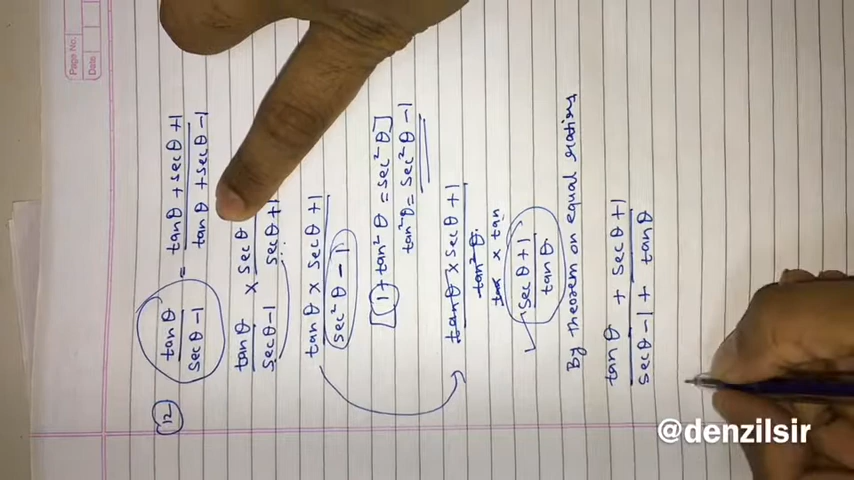 Page No.
Date
(12) tanθ / secθ - 1 = tanθ + secθ + 1 / tanθ + secθ - 1
tanθ / secθ - 1 × secθ / secθ + 1
tanθ × secθ + 1 / sec²θ - 1
[1 + tan²θ = sec²θ]
tan²θ = sec²θ - 1
tanθ × secθ + 1 / tan²θ
tan × tan
secθ + 1 / tanθ
By theorem on equal
tanθ + secθ + 1 / secθ - 1 + tanθ
@denzilsir